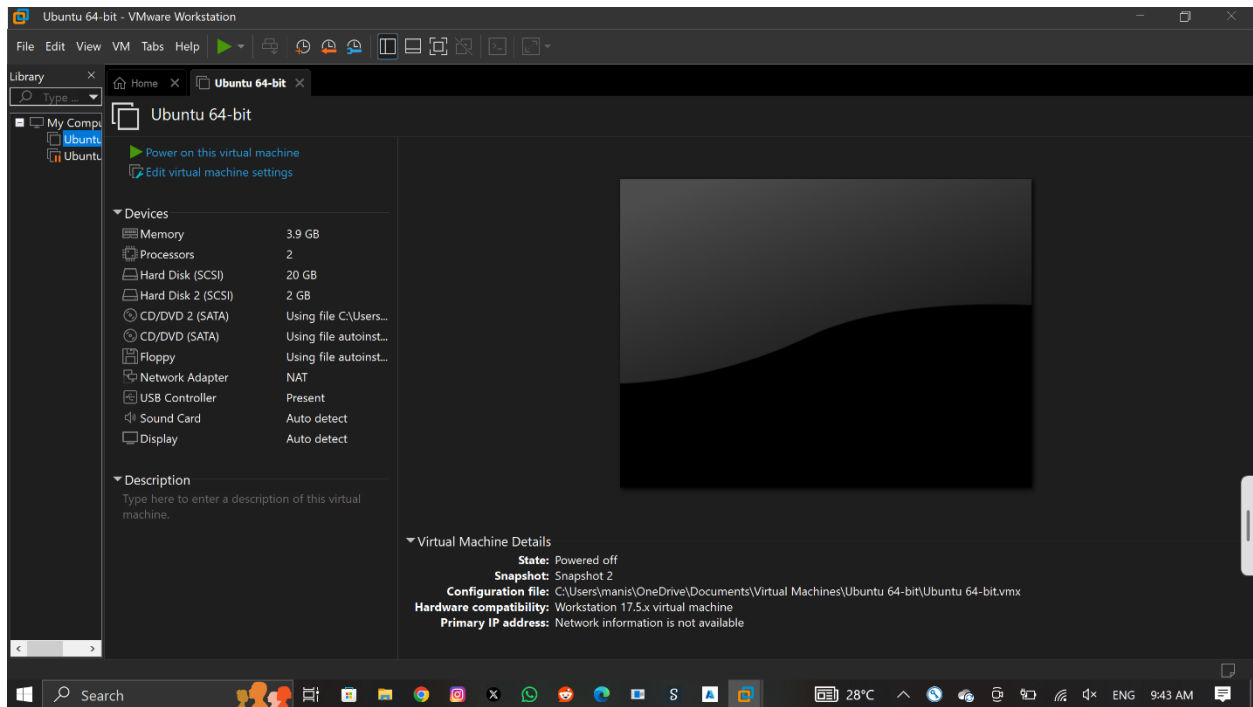 Ubuntu 64-bit - VMware Workstation
File Edit View VM Tabs Help
Library
Type ...
My Compu
Ubuntu
Ubuntu
Home
Ubuntu 64-bit
Ubuntu 64-bit
Power on this virtual machine
Edit virtual machine settings
Devices
Memory 3.9 GB
Processors 2
Hard Disk (SCSI) 20 GB
Hard Disk 2 (SCSI) 2 GB
CD/DVD 2 (SATA) Using file C:\Users...
CD/DVD (SATA) Using file autoinst...
Floppy Using file autoinst...
Network Adapter NAT
USB Controller Present
Sound Card Auto detect
Display Auto detect
Description
Type here to enter a description of this virtual
machine.
Virtual Machine Details
State: Powered off
Snapshot: Snapshot 2
Configuration file: C:\Users\manis\OneDrive\Documents\Virtual Machines\Ubuntu 64-bit\Ubuntu 64-bit.vmx
Hardware compatibility: Workstation 17.5.x virtual machine
Primary IP address: Network information is not available
Search
28°C
ENG
9:43 AM